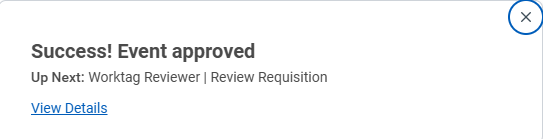 Success! Event approved
Up Next: Worktag Reviewer | Review Requisition
View Details